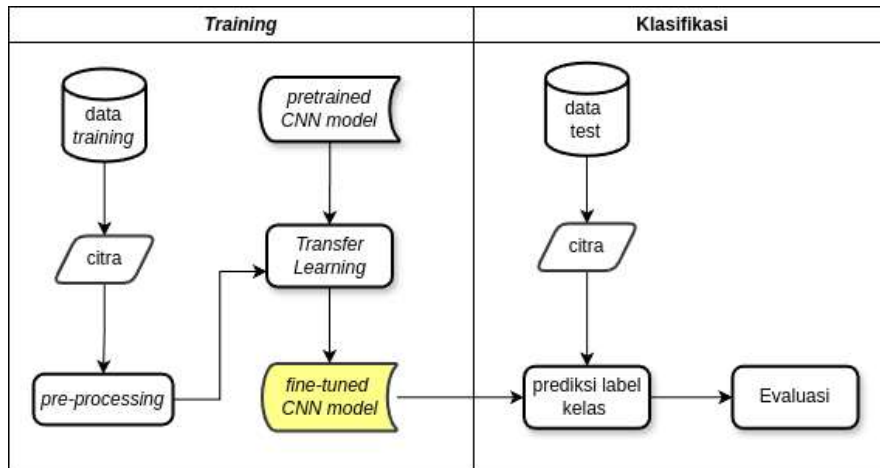 Training
Klasifikasi
data
training
pretrained
CNN model
data
test
citra
Transfer
Learning
citra
pre-processing
fine-tuned
CNN model
prediksi label
kelas
Evaluasi